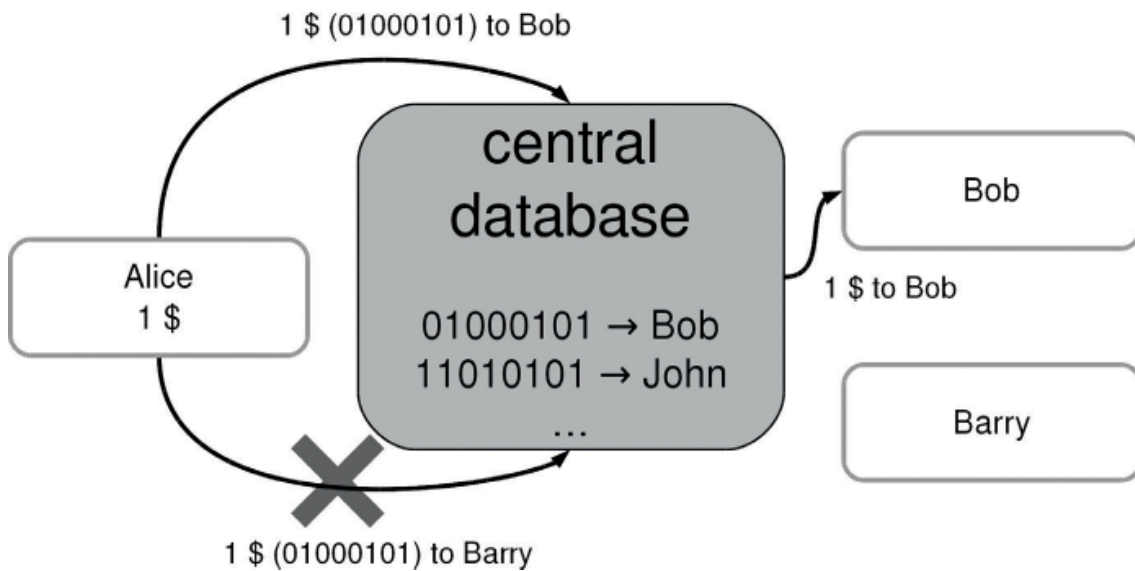 1 $ (01000101) to Bob
central
database
01000101 → Bob
11010101 → John
...
Alice
1 $
Bob
1 $ to Bob
Barry
1 $ (01000101) to Barry